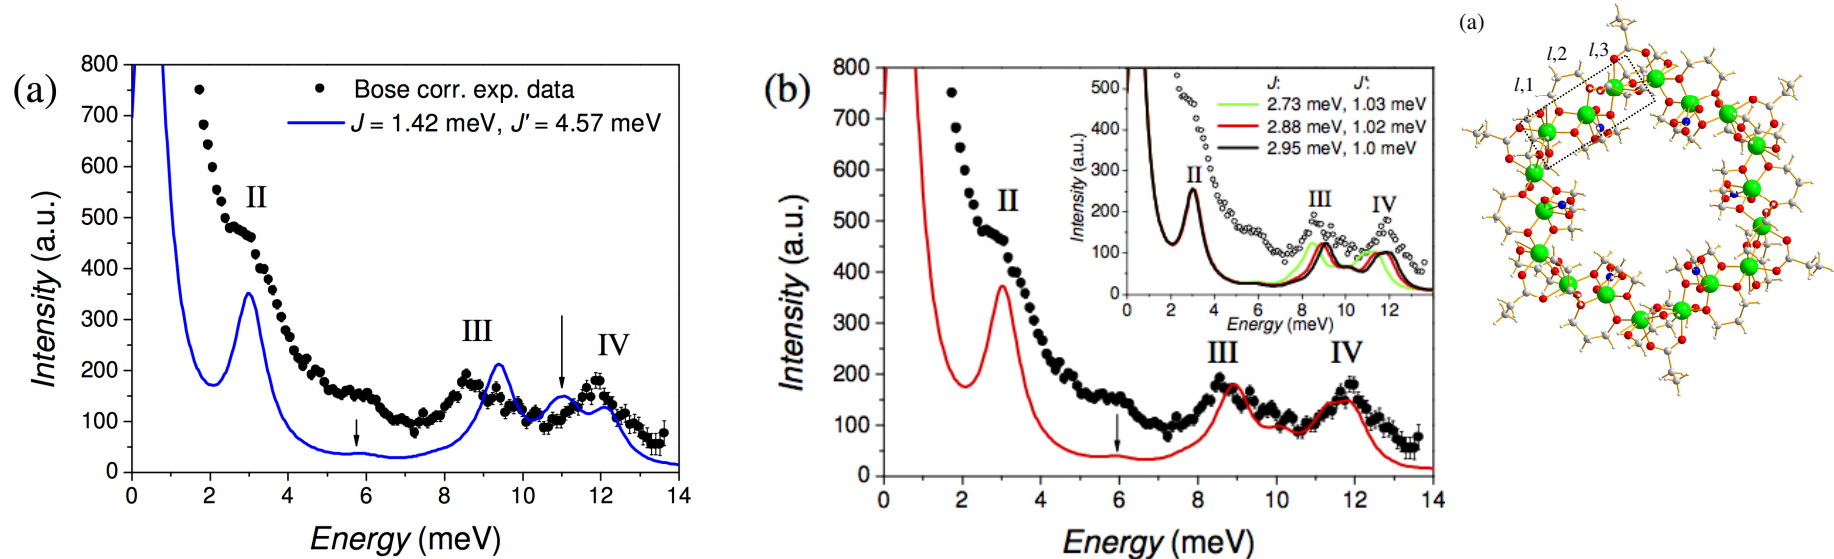 (a)
800
700
600
500
400
300
200
100
0
Intensity (a.u.)
Bose corr. exp. data
J = 1.42 meV, J' = 4.57 meV
II
III
IV
0 2 4 6 8 10 12 14
Energy (meV)
(b)
800
700
600
500
400
300
200
100
0
Intensity (a.u.)
II
III
IV
0 2 4 6 8 10 12 14
Energy (meV)
500
400
300
200
100
0
Intensity (a.u.)
J: J':
2.73 meV, 1.03 meV
2.88 meV, 1.02 meV
2.95 meV, 1.0 meV
II
III
IV
0 2 4 6 8 10 12
Energy (meV)
(a)
l,3
l,2
l,1